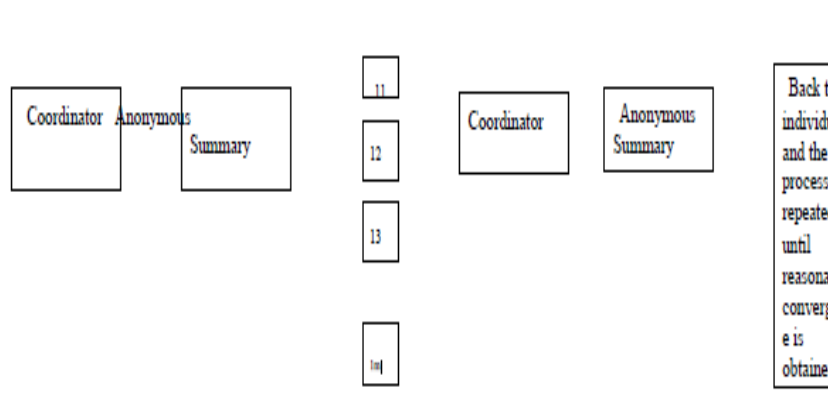 Coordinator Anonymous
Summary
11
12
13
Coordinator
Anonymous
Summary
Back t
individu
and the
process
repeate
until
reasona
converg
e is
obtaine